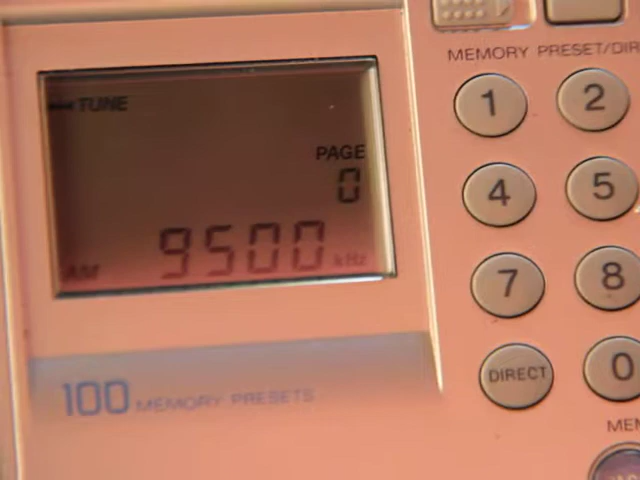 TUNE
PAGE
0
AM 9500 kHz
100 MEMORY PRESETS
MEMORY PRESET/DIR
1 2
4 5
7 8
DIRECT 0
MEM